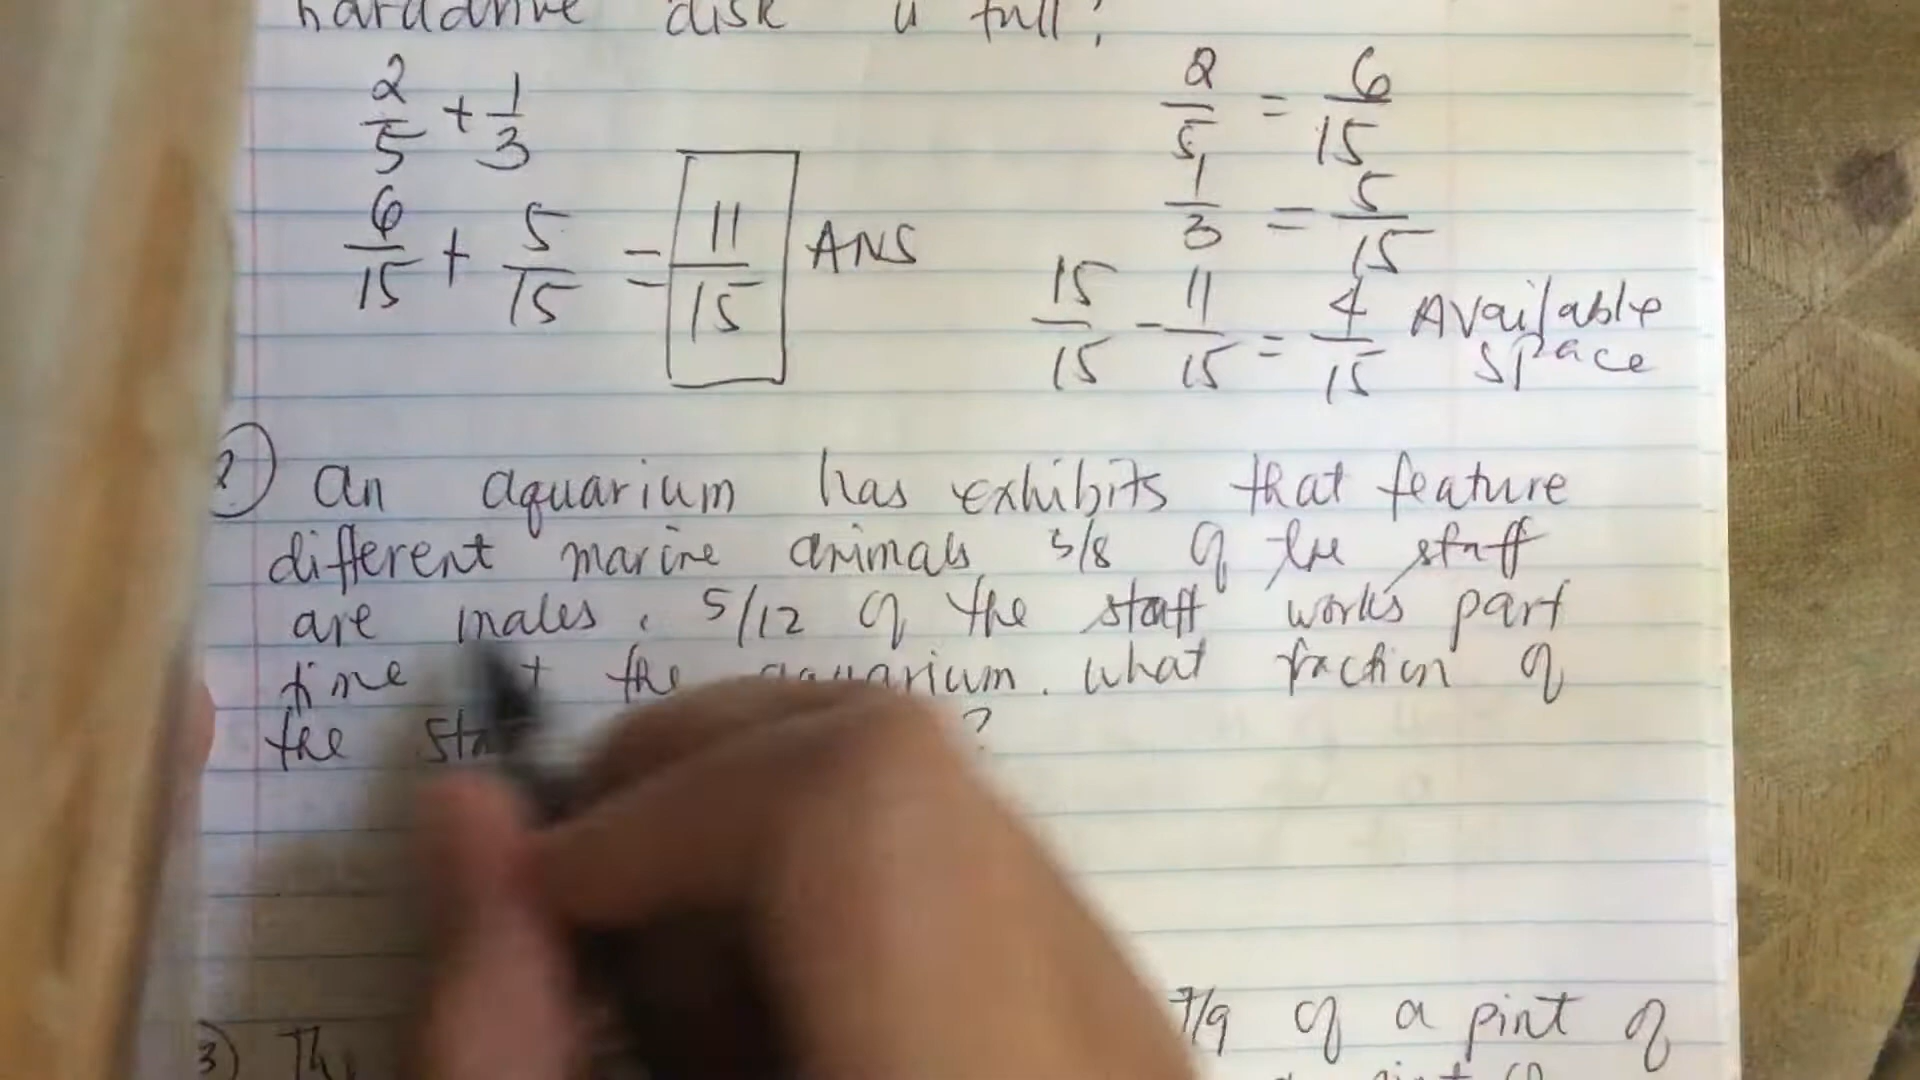 harddrive disk is full?
2/5 + 1/3
6/15 + 5/15 = 11/15 ANS
2/5 = 6/15
1/3 = 5/15
15/15 - 11/15 = 4/15 Available
space
2) An aquarium has exhibits that feature
different marine animals 3/8 of the staff
are males. 5/12 of the staff works part
time the aquarium. what fraction of
the ?
3) 7/9 of a pint of